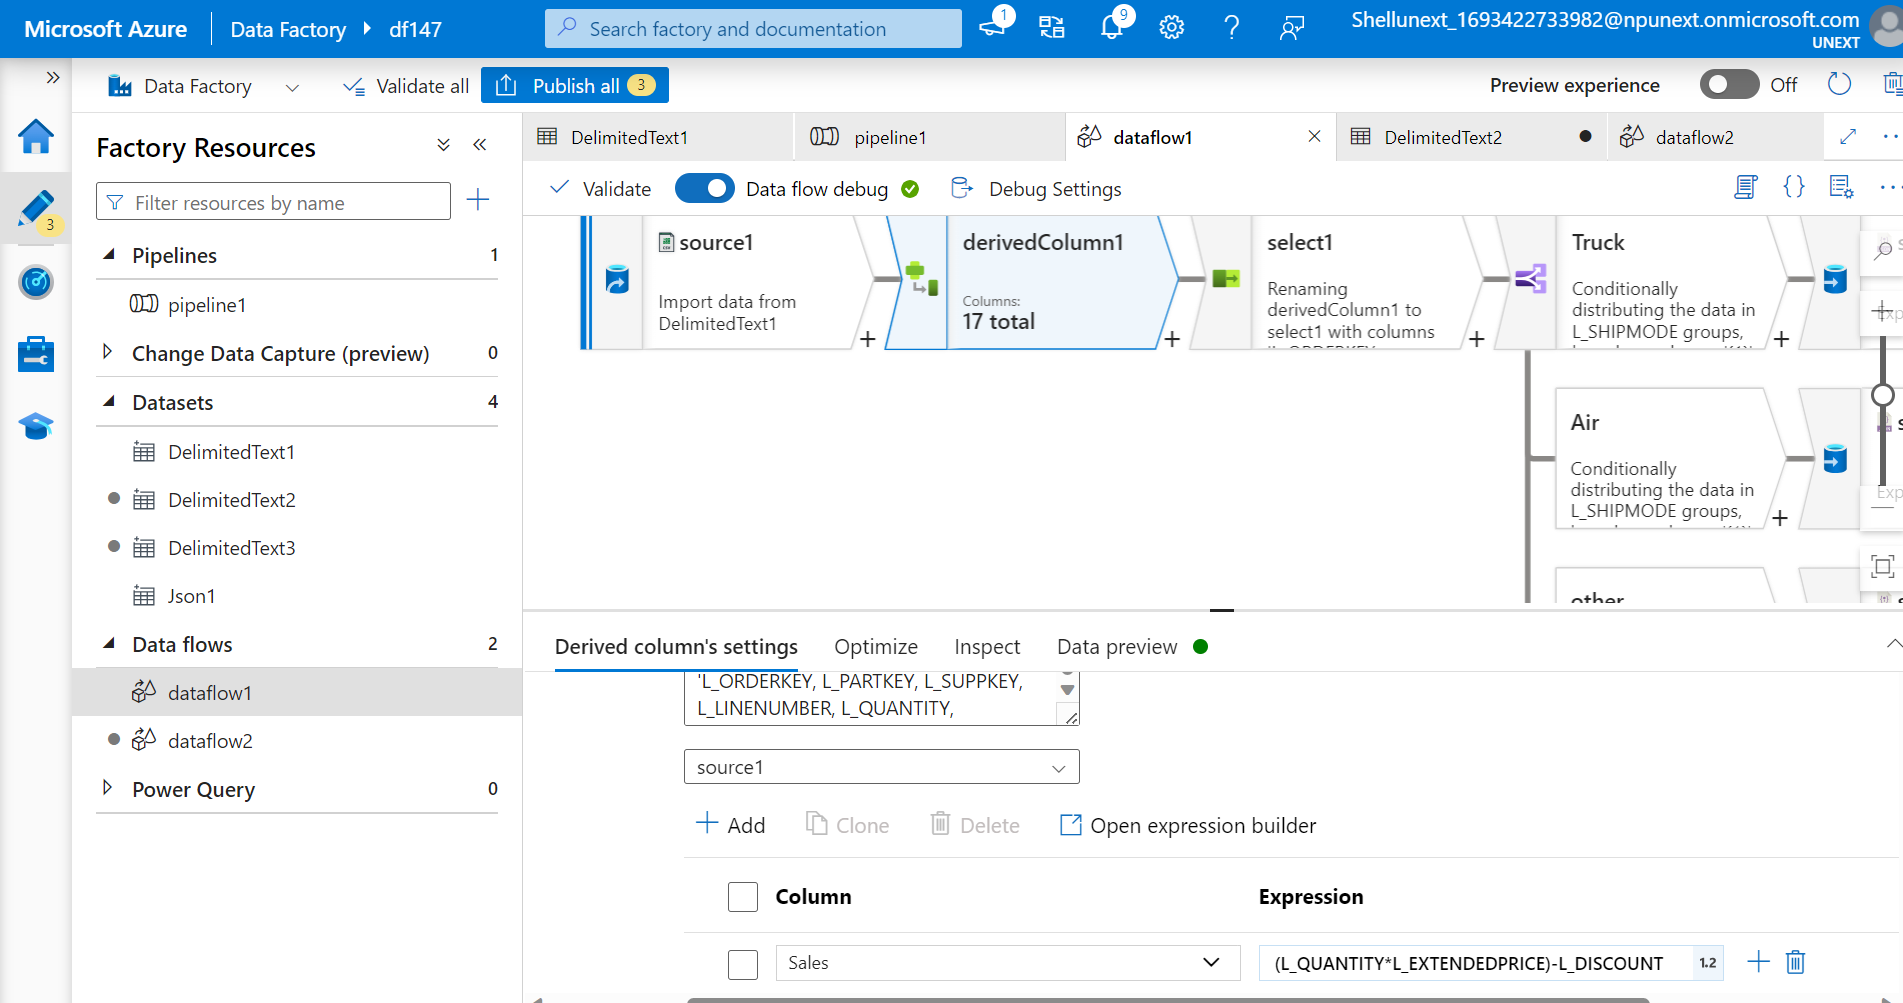 Microsoft Azure
Data Factory
df147
Search factory and documentation
1
9
Shellunext_1693422733982@npunext.onmicrosoft.com
UNEXT
Data Factory
Validate all
Publish all
3
Preview experience
Off
3
Factory Resources
Filter resources by name
Pipelines
1
pipeline1
Change Data Capture (preview)
0
Datasets
4
DelimitedText1
DelimitedText2
DelimitedText3
Json1
Data flows
2
dataflow1
dataflow2
Power Query
0
DelimitedText1
pipeline1
dataflow1
DelimitedText2
dataflow2
Validate
Data flow debug
Debug Settings
source1
Import data from
DelimitedText1
derivedColumn1
Columns:
17 total
select1
Renaming
derivedColumn1 to
select1 with columns
Truck
Conditionally
distributing the data in
L_SHIPMODE groups,
Air
Conditionally
distributing the data in
L_SHIPMODE groups,
other
Derived column's settings
Optimize
Inspect
Data preview
'L_ORDERKEY, L_PARTKEY, L_SUPPKEY,
L_LINENUMBER, L_QUANTITY,
source1
Add
Clone
Delete
Open expression builder
Column
Expression
Sales
(L_QUANTITY*L_EXTENDEDPRICE)-L_DISCOUNT
1.2